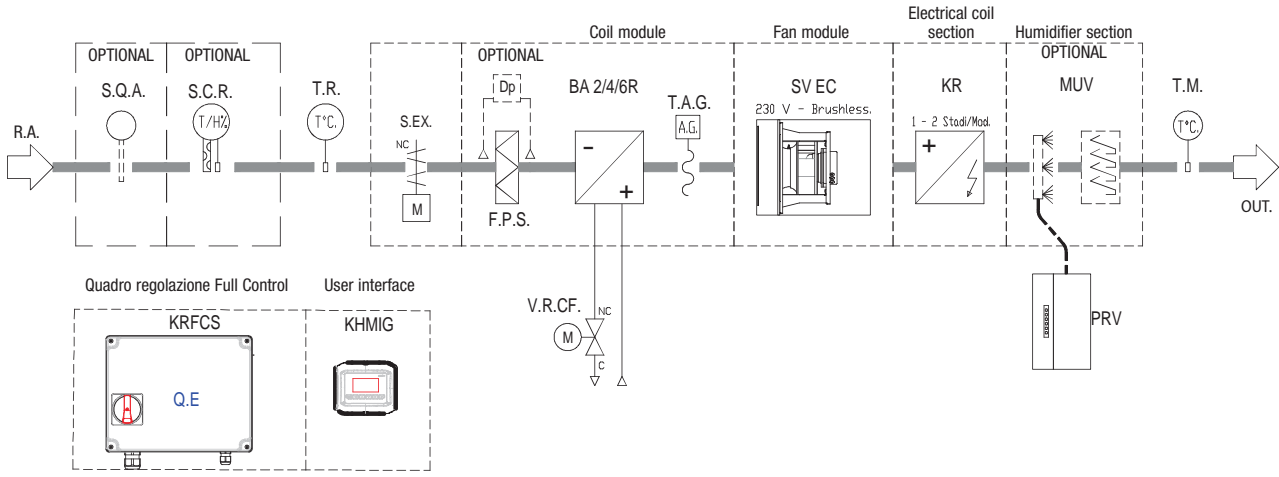 Coil module
Fan module
Electrical coil
section
Humidifier section
OPTIONAL
OPTIONAL
OPTIONAL
OPTIONAL
S.Q.A.
S.C.R.
T.R.
Dp
BA 2/4/6R
SV EC
KR
MUV
T.M.
T.A.G.
230 V - Brushless.
1 - 2 Stadi/Mod.
R.A.
T/H%
T°C.
S.EX.
NC
A.G.
T°C.
-
+
+
M
F.P.S.
OUT.
Quadro regolazione Full Control
User interface
V.R.CF.
NC
KRFCS
KHMIG
M
C
PRV
Q.E